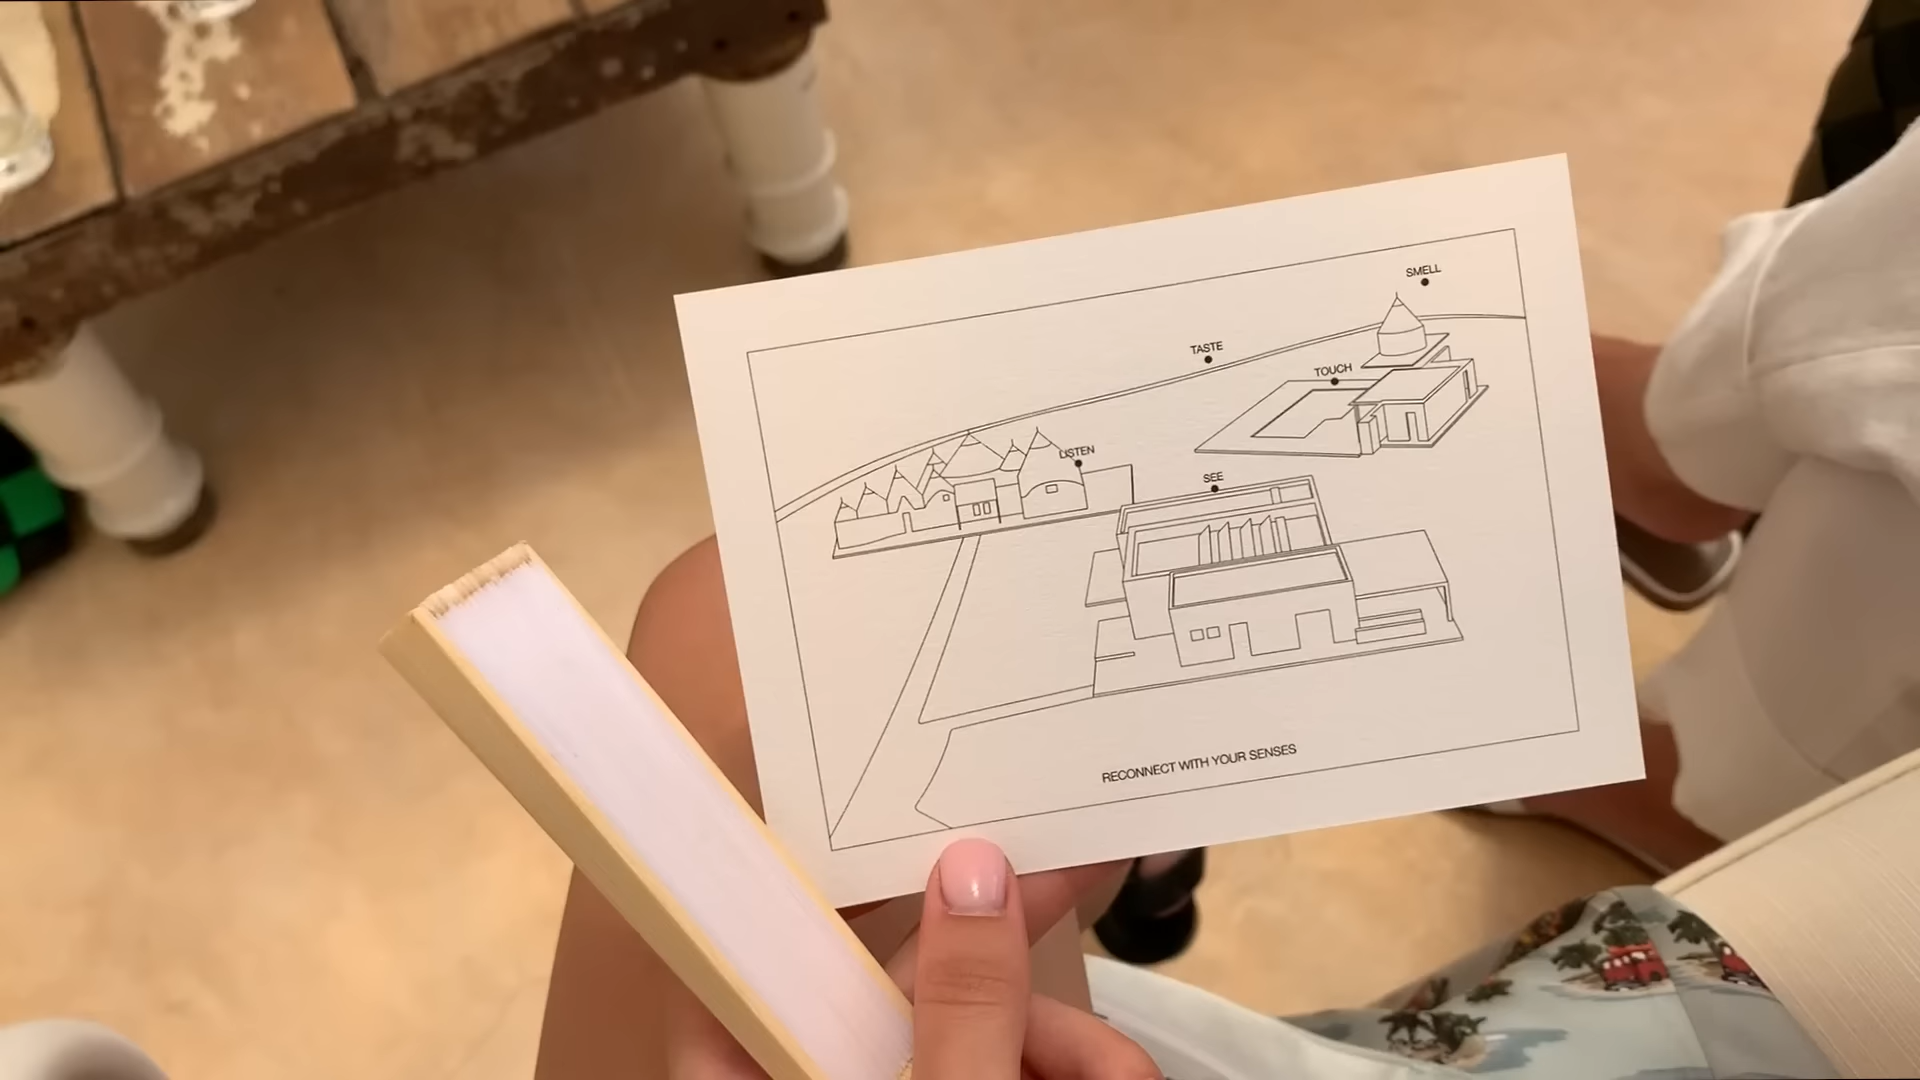 SMELL
TASTE
TOUCH
LISTEN
SEE
RECONNECT WITH YOUR SENSES